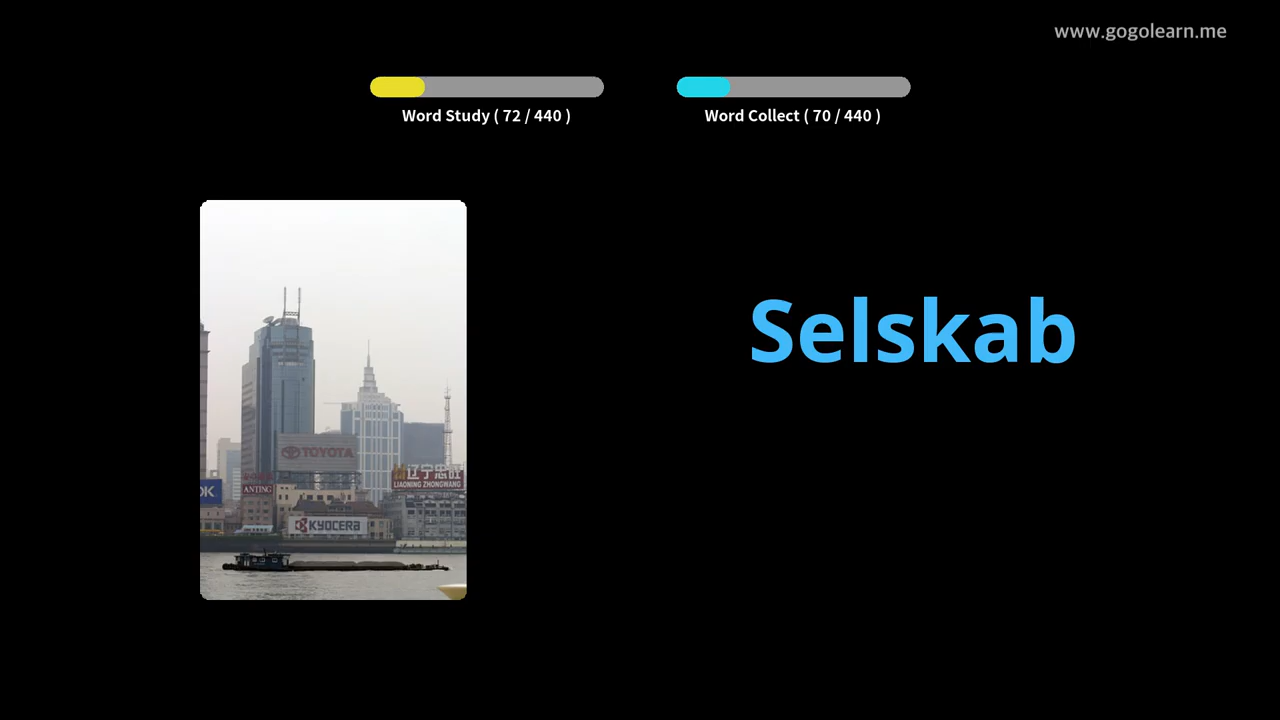 www.gogolearn.me
Word Study ( 72 / 440 )
Word Collect ( 70 / 440 )
Selskab
TOYOTA
辽宁忠旺
LIAONING ZHONGWANG
OK
ANTING
KYOCERA